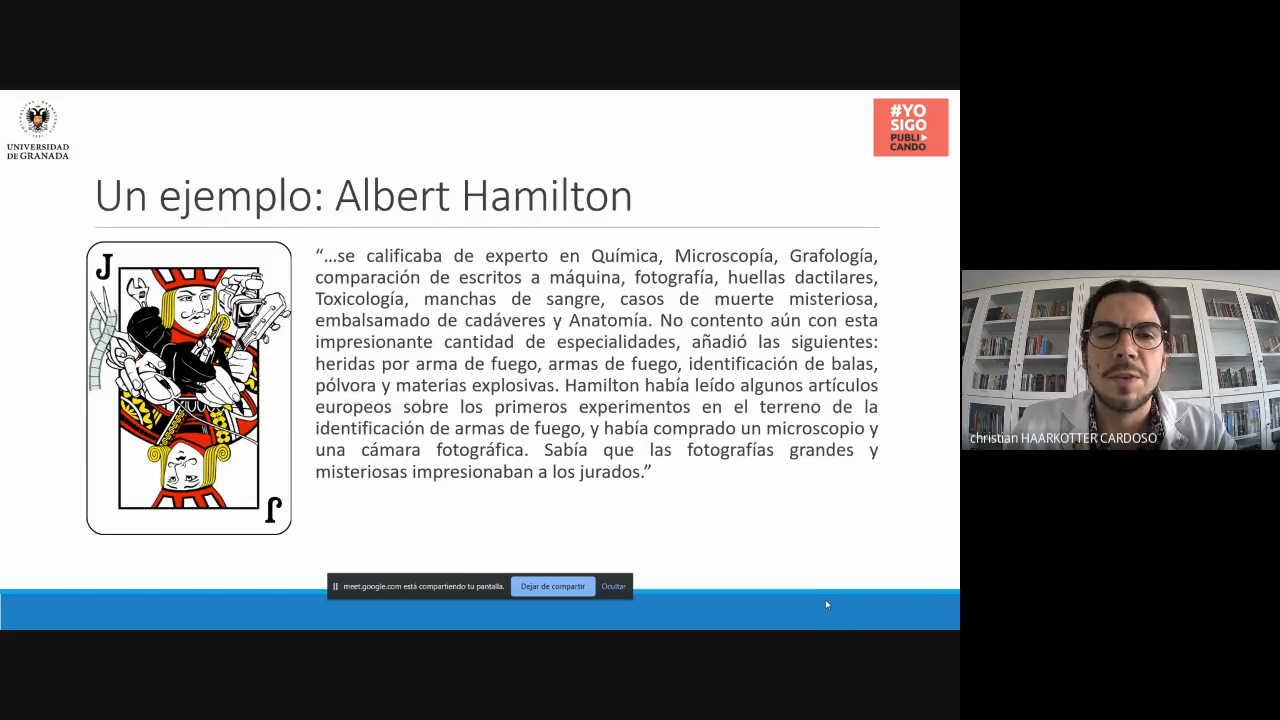 UNIVERSIDAD
DE GRANADA
#YO
SIGO
PUBLI
CANDO
Un ejemplo: Albert Hamilton
J
“…se calificaba de experto en Química, Microscopía, Grafología,
comparación de escritos a máquina, fotografía, huellas dactilares,
Toxicología, manchas de sangre, casos de muerte misteriosa,
embalsamado de cadáveres y Anatomía. No contento aún con esta
impresionante cantidad de especialidades, añadió las siguientes:
heridas por arma de fuego, armas de fuego, identificación de balas,
pólvora y materias explosivas. Hamilton había leído algunos artículos
europeos sobre los primeros experimentos en el terreno de la
identificación de armas de fuego, y había comprado un microscopio y
una cámara fotográfica. Sabía que las fotografías grandes y
misteriosas impresionaban a los jurados.”
J
meet.google.com está compartiendo tu pantalla.
Dejar de compartir
Ocultar
christian HAARKOTTER CARDOSO